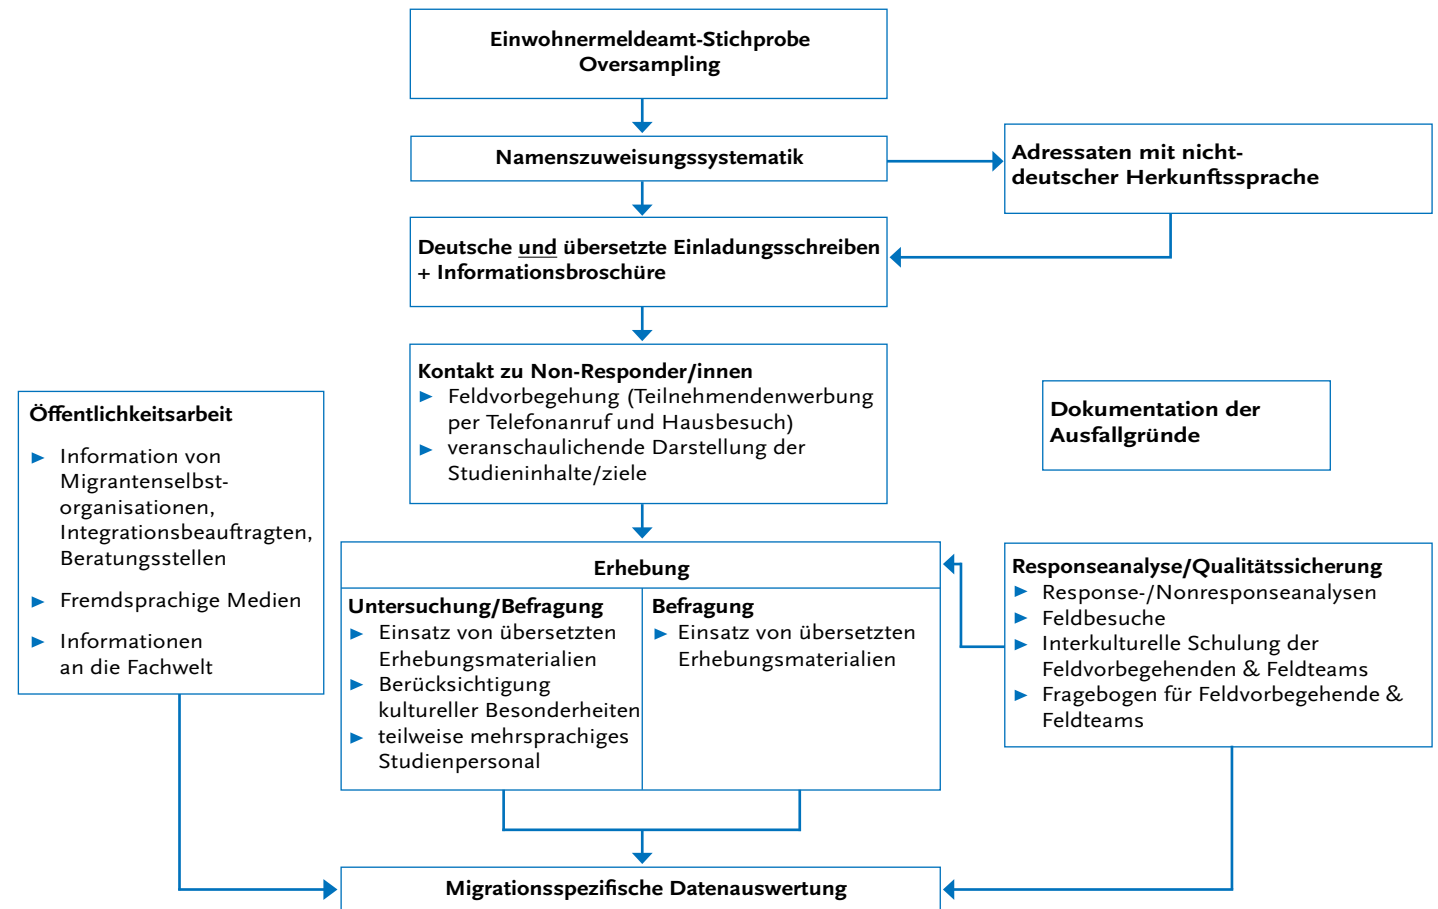 Einwohnermeldeamt-Stichprobe
Oversampling
Namenszuweisungssystematik
Adressaten mit nicht-
deutscher Herkunftssprache
Deutsche und übersetzte Einladungsschreiben
+ Informationsbroschüre
Kontakt zu Non-Responder/innen
► Feldvorbegehung (Teilnehmendenwerbung
per Telefonanruf und Hausbesuch)
► veranschaulichende Darstellung der
Studieninhalte/ziele
Öffentlichkeitsarbeit
► Information von
Migrantenselbst-
organisationen,
Integrationsbeauftragten,
Beratungsstellen
► Fremdsprachige Medien
► Informationen
an die Fachwelt
Dokumentation der
Ausfallgründe
Erhebung
Untersuchung/Befragung
► Einsatz von übersetzten
Erhebungsmaterialien
► Berücksichtigung
kultureller Besonderheiten
► teilweise mehrsprachiges
Studienpersonal
Befragung
► Einsatz von übersetzten
Erhebungsmaterialien
Responseanalyse/Qualitätssicherung
► Response-/Nonresponseanalysen
► Feldbesuche
► Interkulturelle Schulung der
Feldvorbegehenden & Feldteams
► Fragebogen für Feldvorbegehende &
Feldteams
Migrationsspezifische Datenauswertung